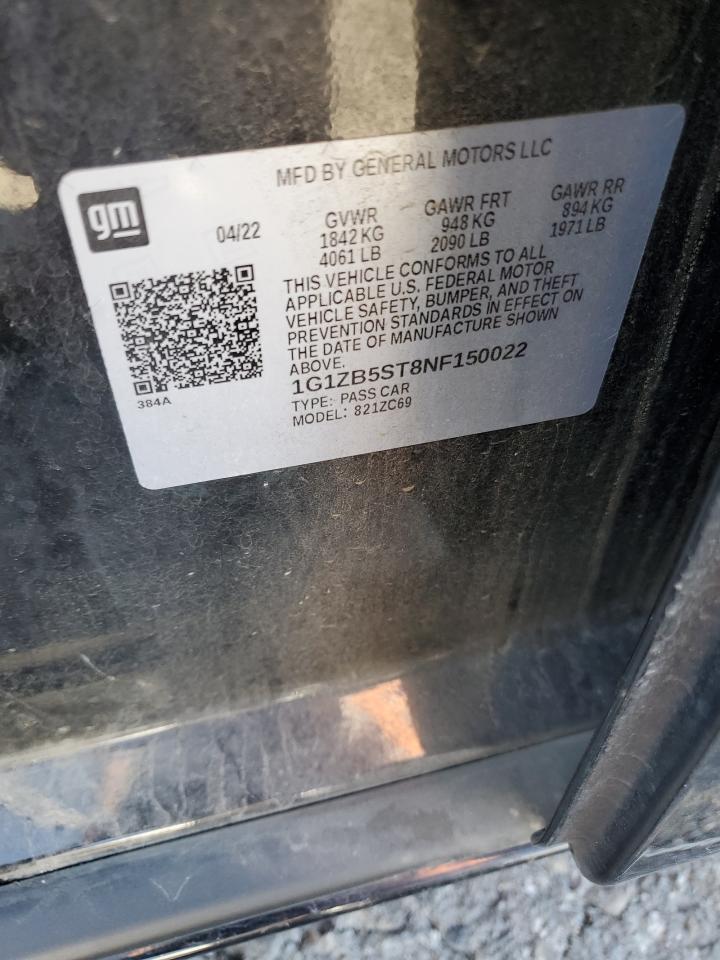 MFD BY GENERAL MOTORS LLC
gm
04/22
GVWR GAWR FRT GAWR RR
1842 KG 948 KG 894 KG
4061 LB 2090 LB 1971 LB
THIS VEHICLE CONFORMS TO ALL
APPLICABLE U.S. FEDERAL MOTOR
VEHICLE SAFETY, BUMPER, AND THEFT
PREVENTION STANDARDS IN EFFECT ON
THE DATE OF MANUFACTURE SHOWN
ABOVE.
1G1ZB5ST8NF150022
384A
TYPE: PASS CAR
MODEL: 821ZC69